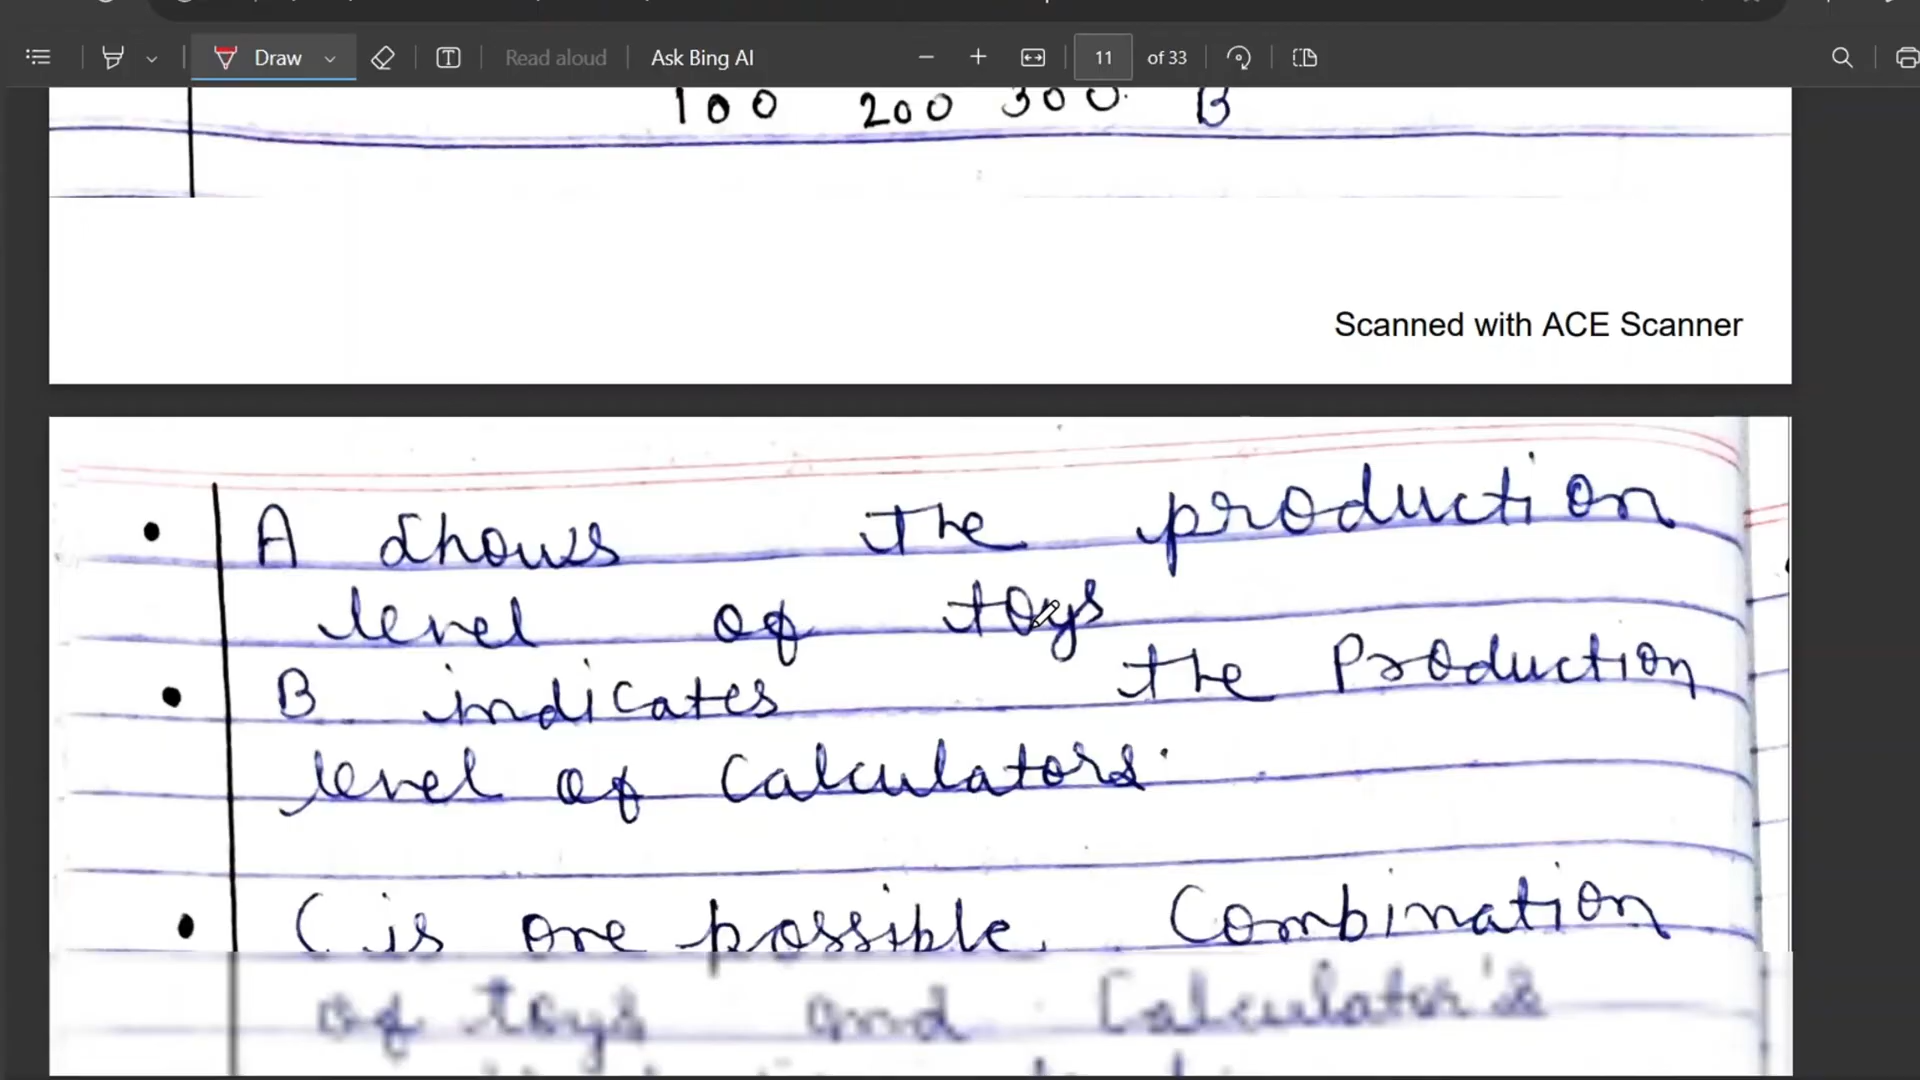 Draw
Read aloud
Ask Bing AI
11
of 33
100 200 300. B
Scanned with ACE Scanner
• A shows the production
level of toys
• B indicates the Production
level of Calculators.
• C is one possible Combination
of toys and Calculator's